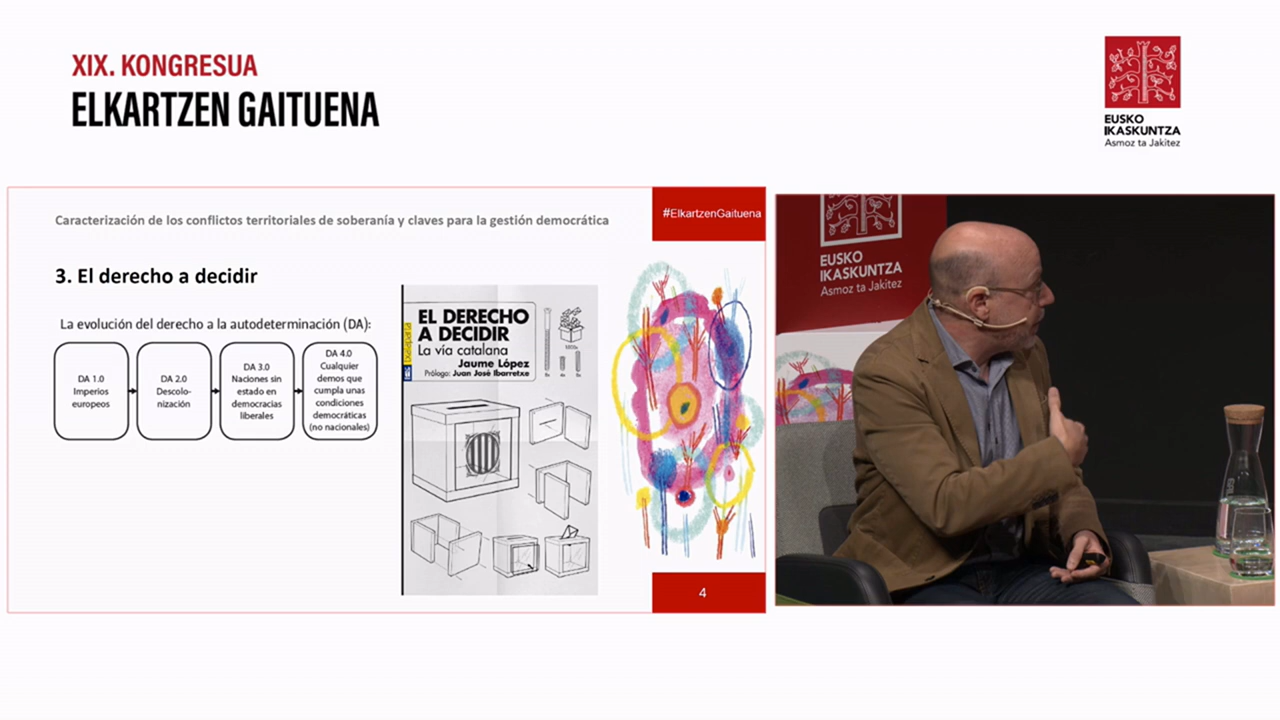 XIX. KONGRESUA
ELKARTZEN GAITUENA
EUSKO
IKASKUNTZA
Asmoz ta Jakitez
Caracterización de los conflictos territoriales de soberanía y claves para la gestión democrática
#ElkartzenGaituena
3. El derecho a decidir
La evolución del derecho a la autodeterminación (DA):
DA 1.0
Imperios
europeos
DA 2.0
Descolo-
nización
DA 3.0
Naciones sin
estado en
democracias
liberales
DA 4.0
Cualquier
demos que
cumpla unas
condiciones
democráticas
(no nacionales)
EL DERECHO
A DECIDIR
La vía catalana
Jaume López
Prólogo: Juan José Ibarretxe
4
EUSKO
IKASKUNTZA
Asmoz ta Jakitez